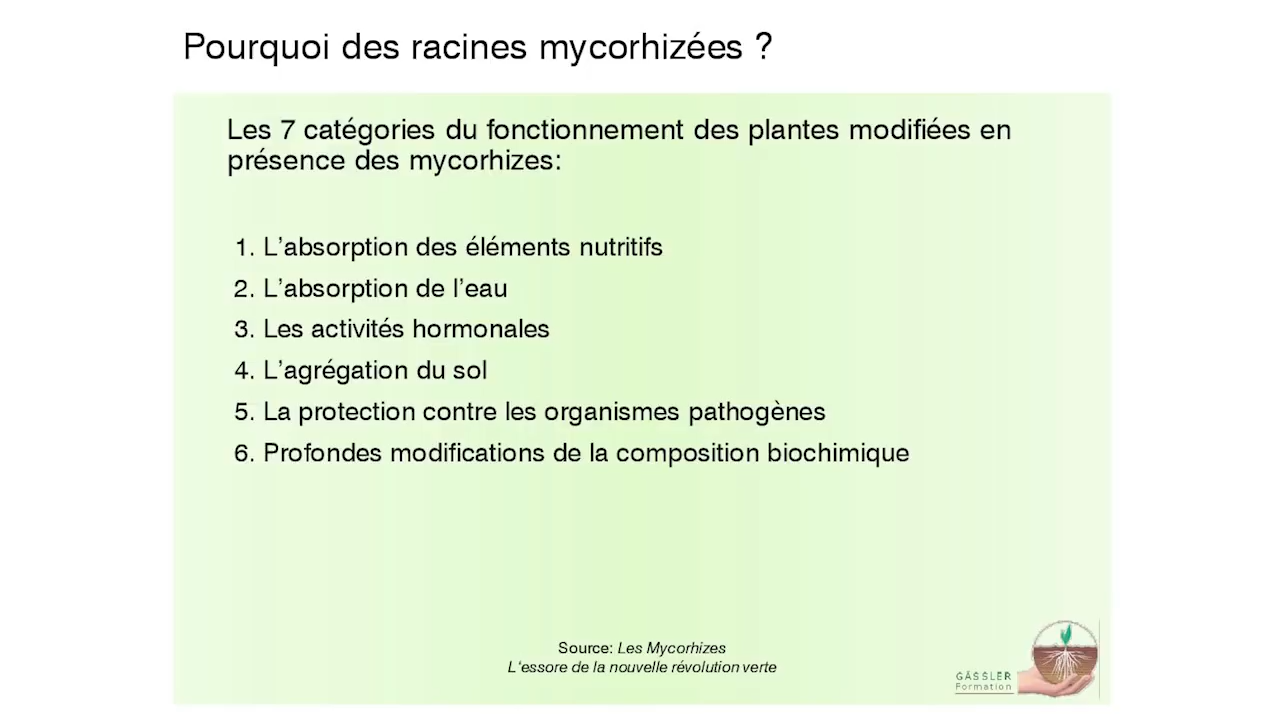 Pourquoi des racines mycorhizées ?
Les 7 catégories du fonctionnement des plantes modifiées en
présence des mycorhizes:
1. L'absorption des éléments nutritifs
2. L'absorption de l'eau
3. Les activités hormonales
4. L'agrégation du sol
5. La protection contre les organismes pathogènes
6. Profondes modifications de la composition biochimique
Source: Les Mycorhizes
L'essore de la nouvelle révolution verte
GÄSSLER
Formation